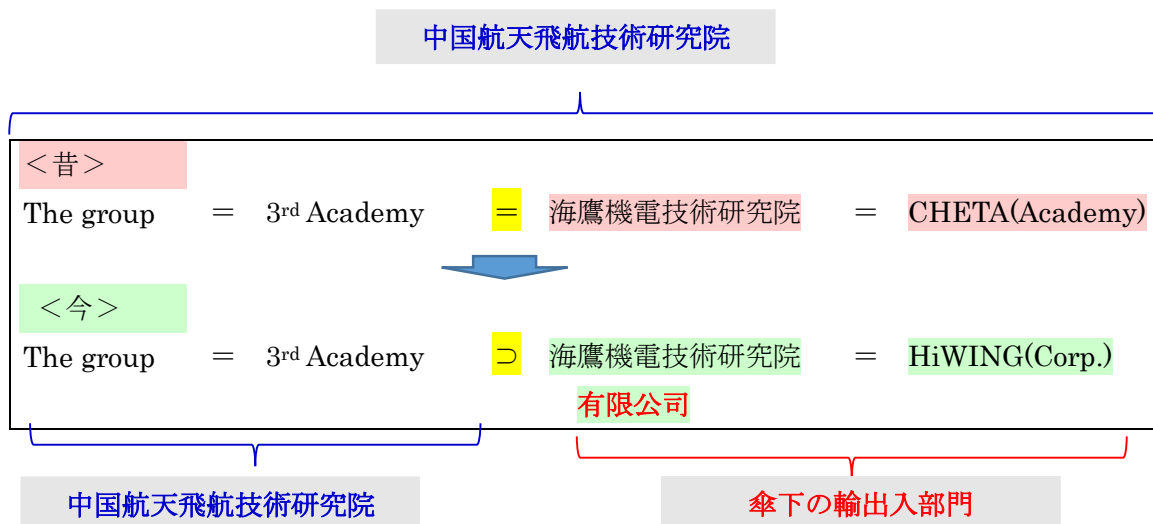 中国航天飛航技術研究院
＜昔＞
The group ＝ 3rd Academy ＝ 海鷹機電技術研究院 ＝ CHETA(Academy)
＜今＞
The group ＝ 3rd Academy ⊃ 海鷹機電技術研究院 ＝ HiWING(Corp.)
有限公司
中国航天飛航技術研究院 傘下の輸出入部門